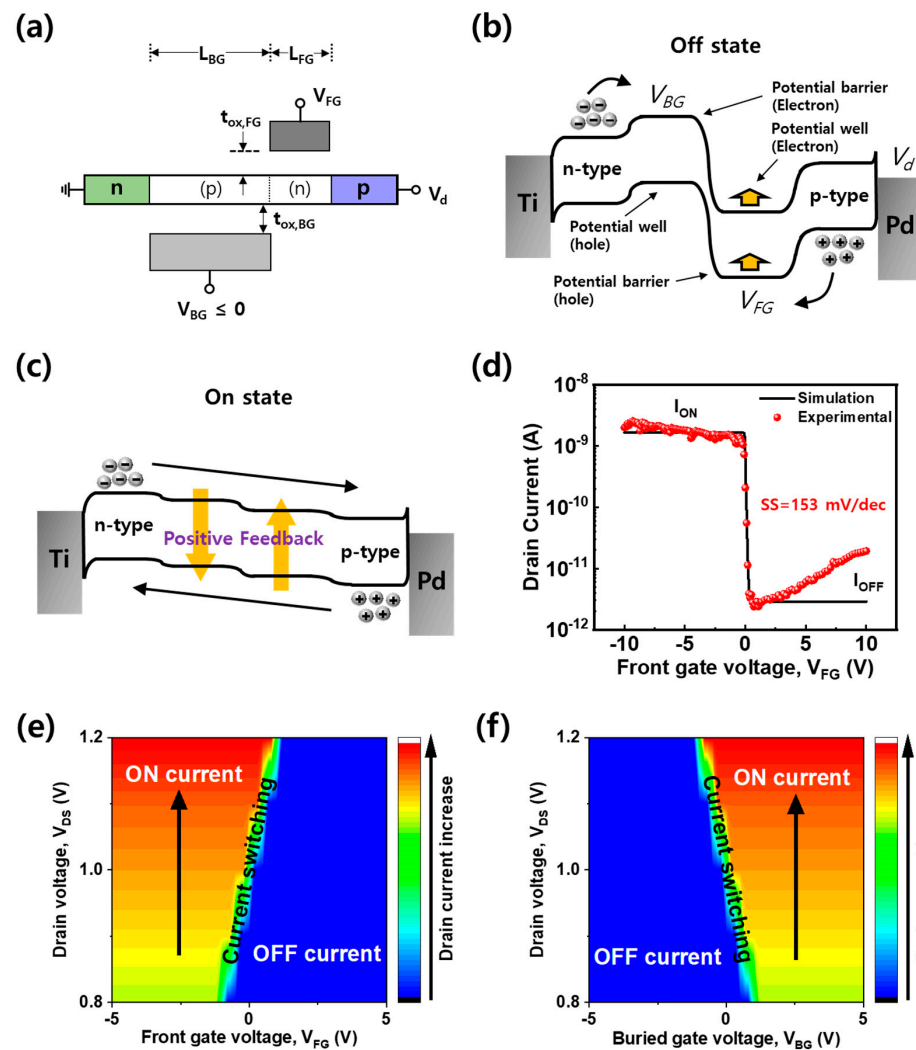 (a)
L_BG
L_FG
V_FG
t_ox,FG
n
(p)
(n)
p
V_d
t_ox,BG
V_BG ≤ 0
(b)
Off state
V_BG
Potential barrier
(Electron)
Potential well
(Electron)
V_d
n-type
p-type
Ti
Pd
Potential well
(hole)
Potential barrier
(hole)
V_FG
(c)
On state
n-type
Positive Feedback
p-type
Ti
Pd
(d)
10^-8
10^-9
10^-10
10^-11
10^-12
Drain Current (A)
I_ON
Simulation
Experimental
SS=153 mV/dec
I_OFF
-10
-5
0
5
10
Front gate voltage, V_FG (V)
(e)
1.2
1.0
0.8
Drain voltage, V_DS (V)
ON current
Current switching
OFF current
-5
0
5
Front gate voltage, V_FG (V)
Drain current increase
(f)
1.2
1.0
0.8
Drain voltage, V_DS (V)
ON current
Current switching
OFF current
-5
0
5
Buried gate voltage, V_BG (V)